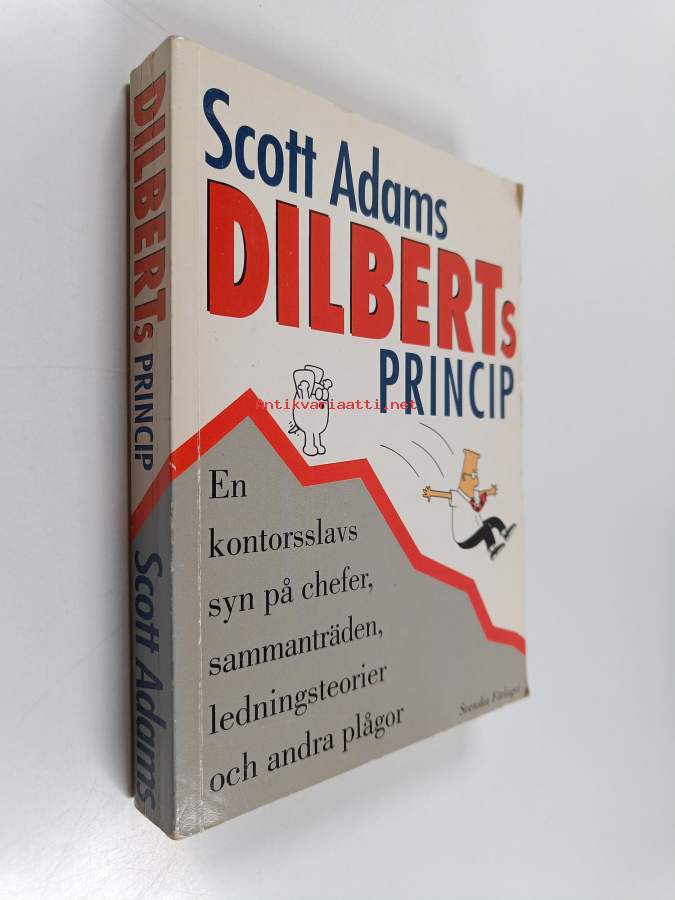 Scott Adams
DILBERTs
PRINCIP
Antikvariaatti.net
En
kontorsslavs
syn på chefer,
sammanträden,
ledningsteorier
och andra plågor
Svenska Förlaget
DILBERTs PRINCIP Scott Adams